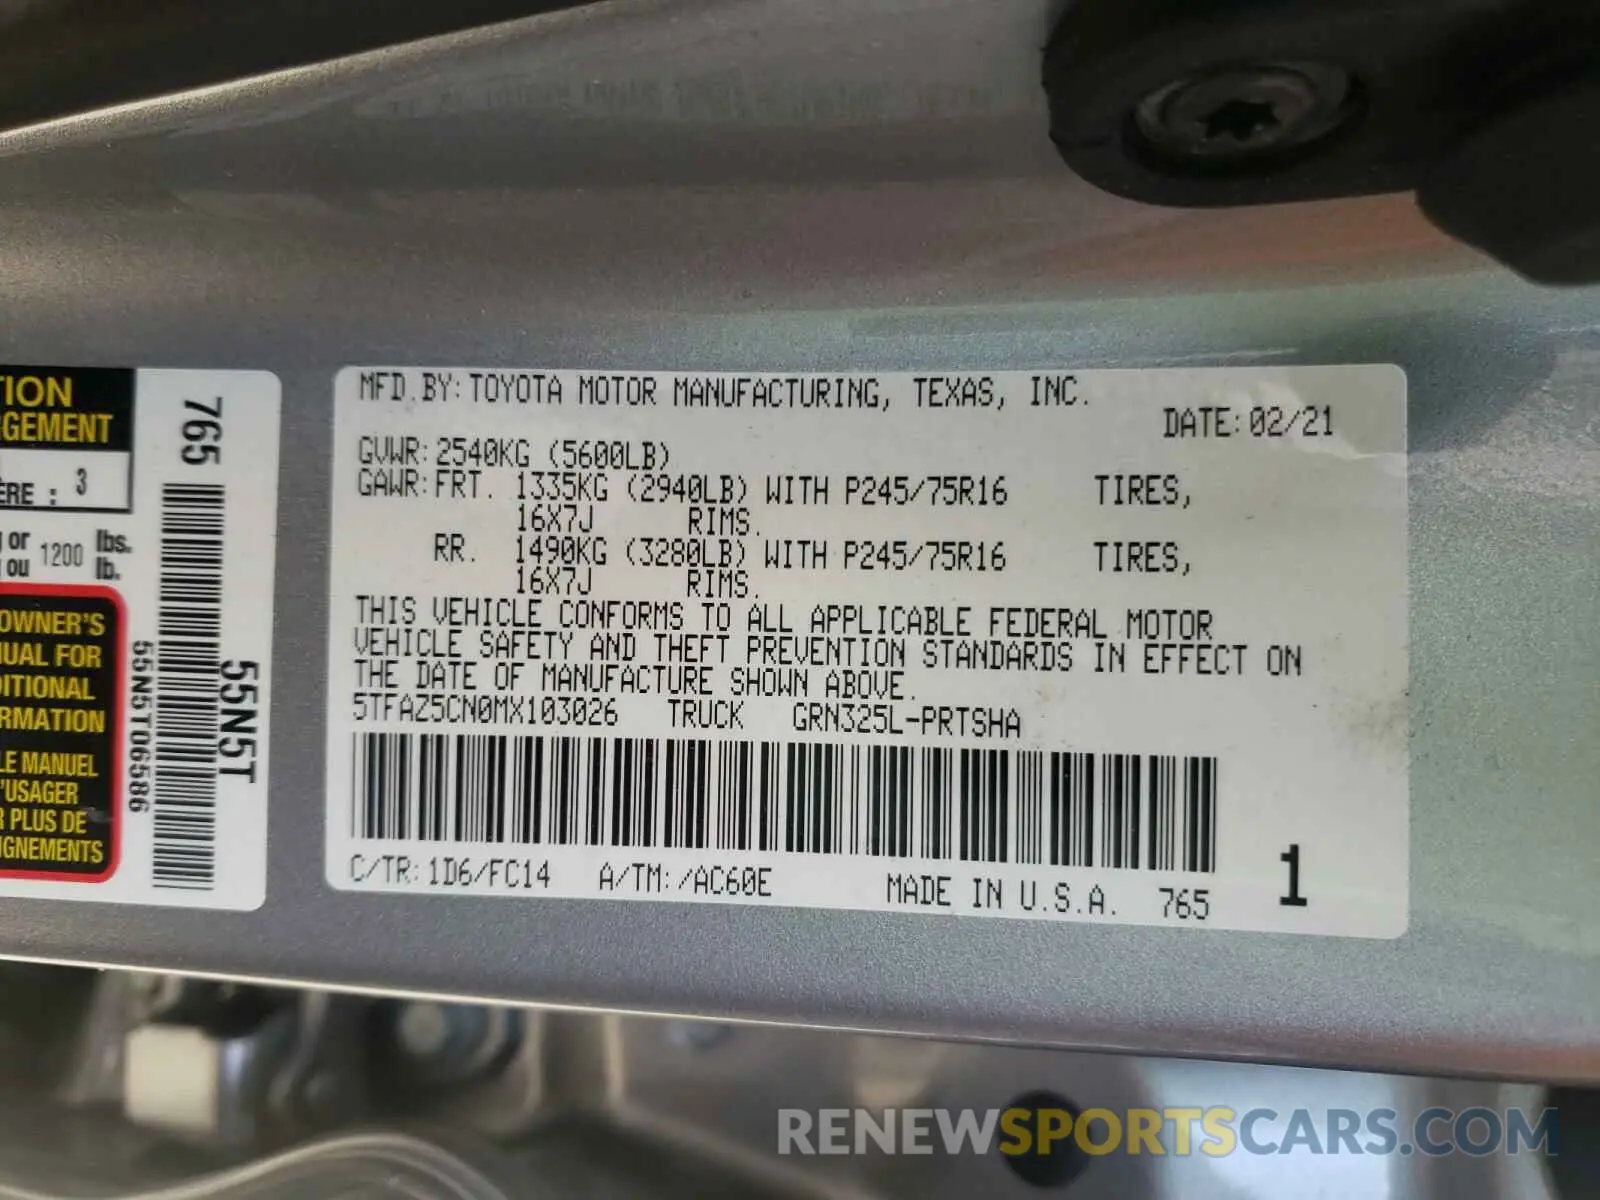 TION
GEMENT
ERE : 3
or 1200 lbs.
ou lb.
OWNER'S
UAL FOR
DITIONAL
RMATION
LE MANUEL
'USAGER
R PLUS DE
IGNEMENTS
765
55N5T
55N5T06586
MFD.BY:TOYOTA MOTOR MANUFACTURING, TEXAS, INC.
DATE:02/21
GVWR:2540KG (5600LB)
GAWR:FRT. 1335KG (2940LB) WITH P245/75R16 TIRES,
16X7J RIMS.
RR. 1490KG (3280LB) WITH P245/75R16 TIRES,
16X7J RIMS.
THIS VEHICLE CONFORMS TO ALL APPLICABLE FEDERAL MOTOR
VEHICLE SAFETY AND THEFT PREVENTION STANDARDS IN EFFECT ON
THE DATE OF MANUFACTURE SHOWN ABOVE.
5TFAZ5CN0MX103026 TRUCK GRN325L-PRTSHA
C/TR:1D6/FC14 A/TM:/AC60E MADE IN U.S.A. 765 1
RENEWSPORTSCARS.COM